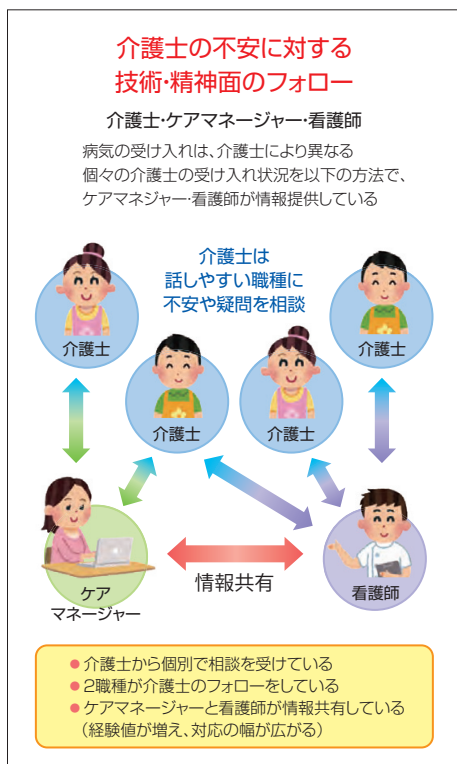 介護士の不安に対する
技術・精神面のフォロー
介護士・ケアマネージャー・看護師
病気の受け入れは、介護士により異なる
個々の介護士の受け入れ状況を以下の方法で、
ケアマネジャー・看護師が情報提供している
介護士は
話しやすい職種に
不安や疑問を相談
介護士
介護士
介護士
介護士
ケア
マネージャー
情報共有
看護師
● 介護士から個別で相談を受けている
● 2職種が介護士のフォローをしている
● ケアマネージャーと看護師が情報共有している
（経験値が増え、対応の幅が広がる）